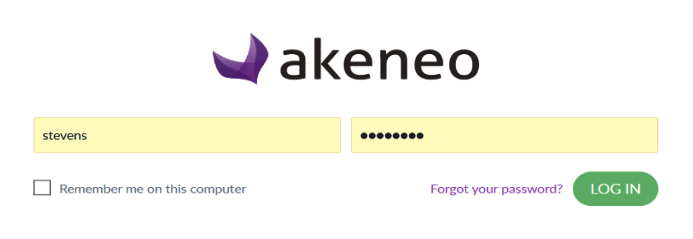 akeneo
stevens ••••••••
Remember me on this computer Forgot your password? LOG IN